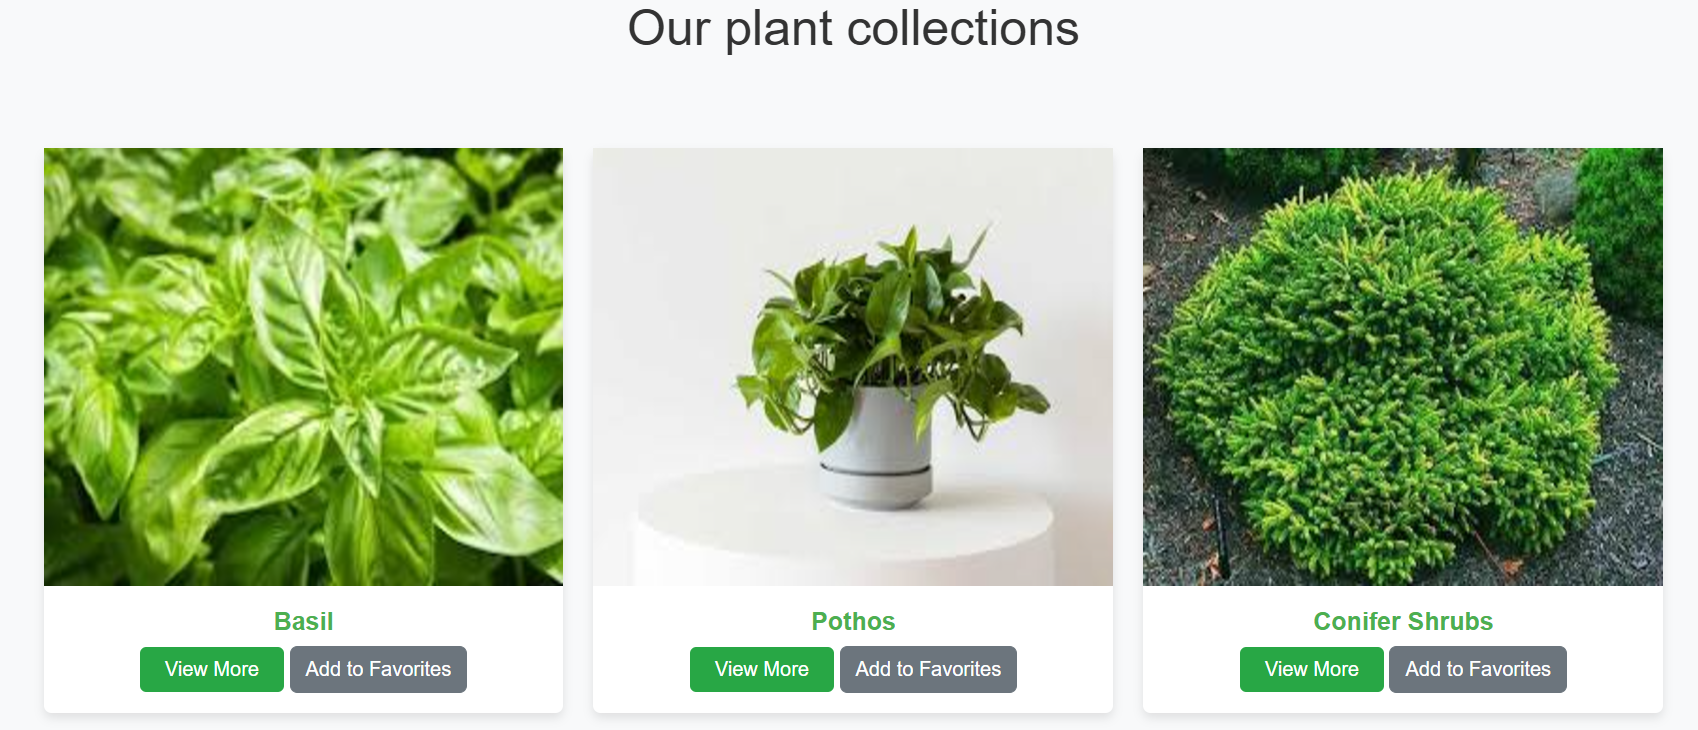 Our plant collections
Basil
View More
Add to Favorites
Pothos
View More
Add to Favorites
Conifer Shrubs
View More
Add to Favorites